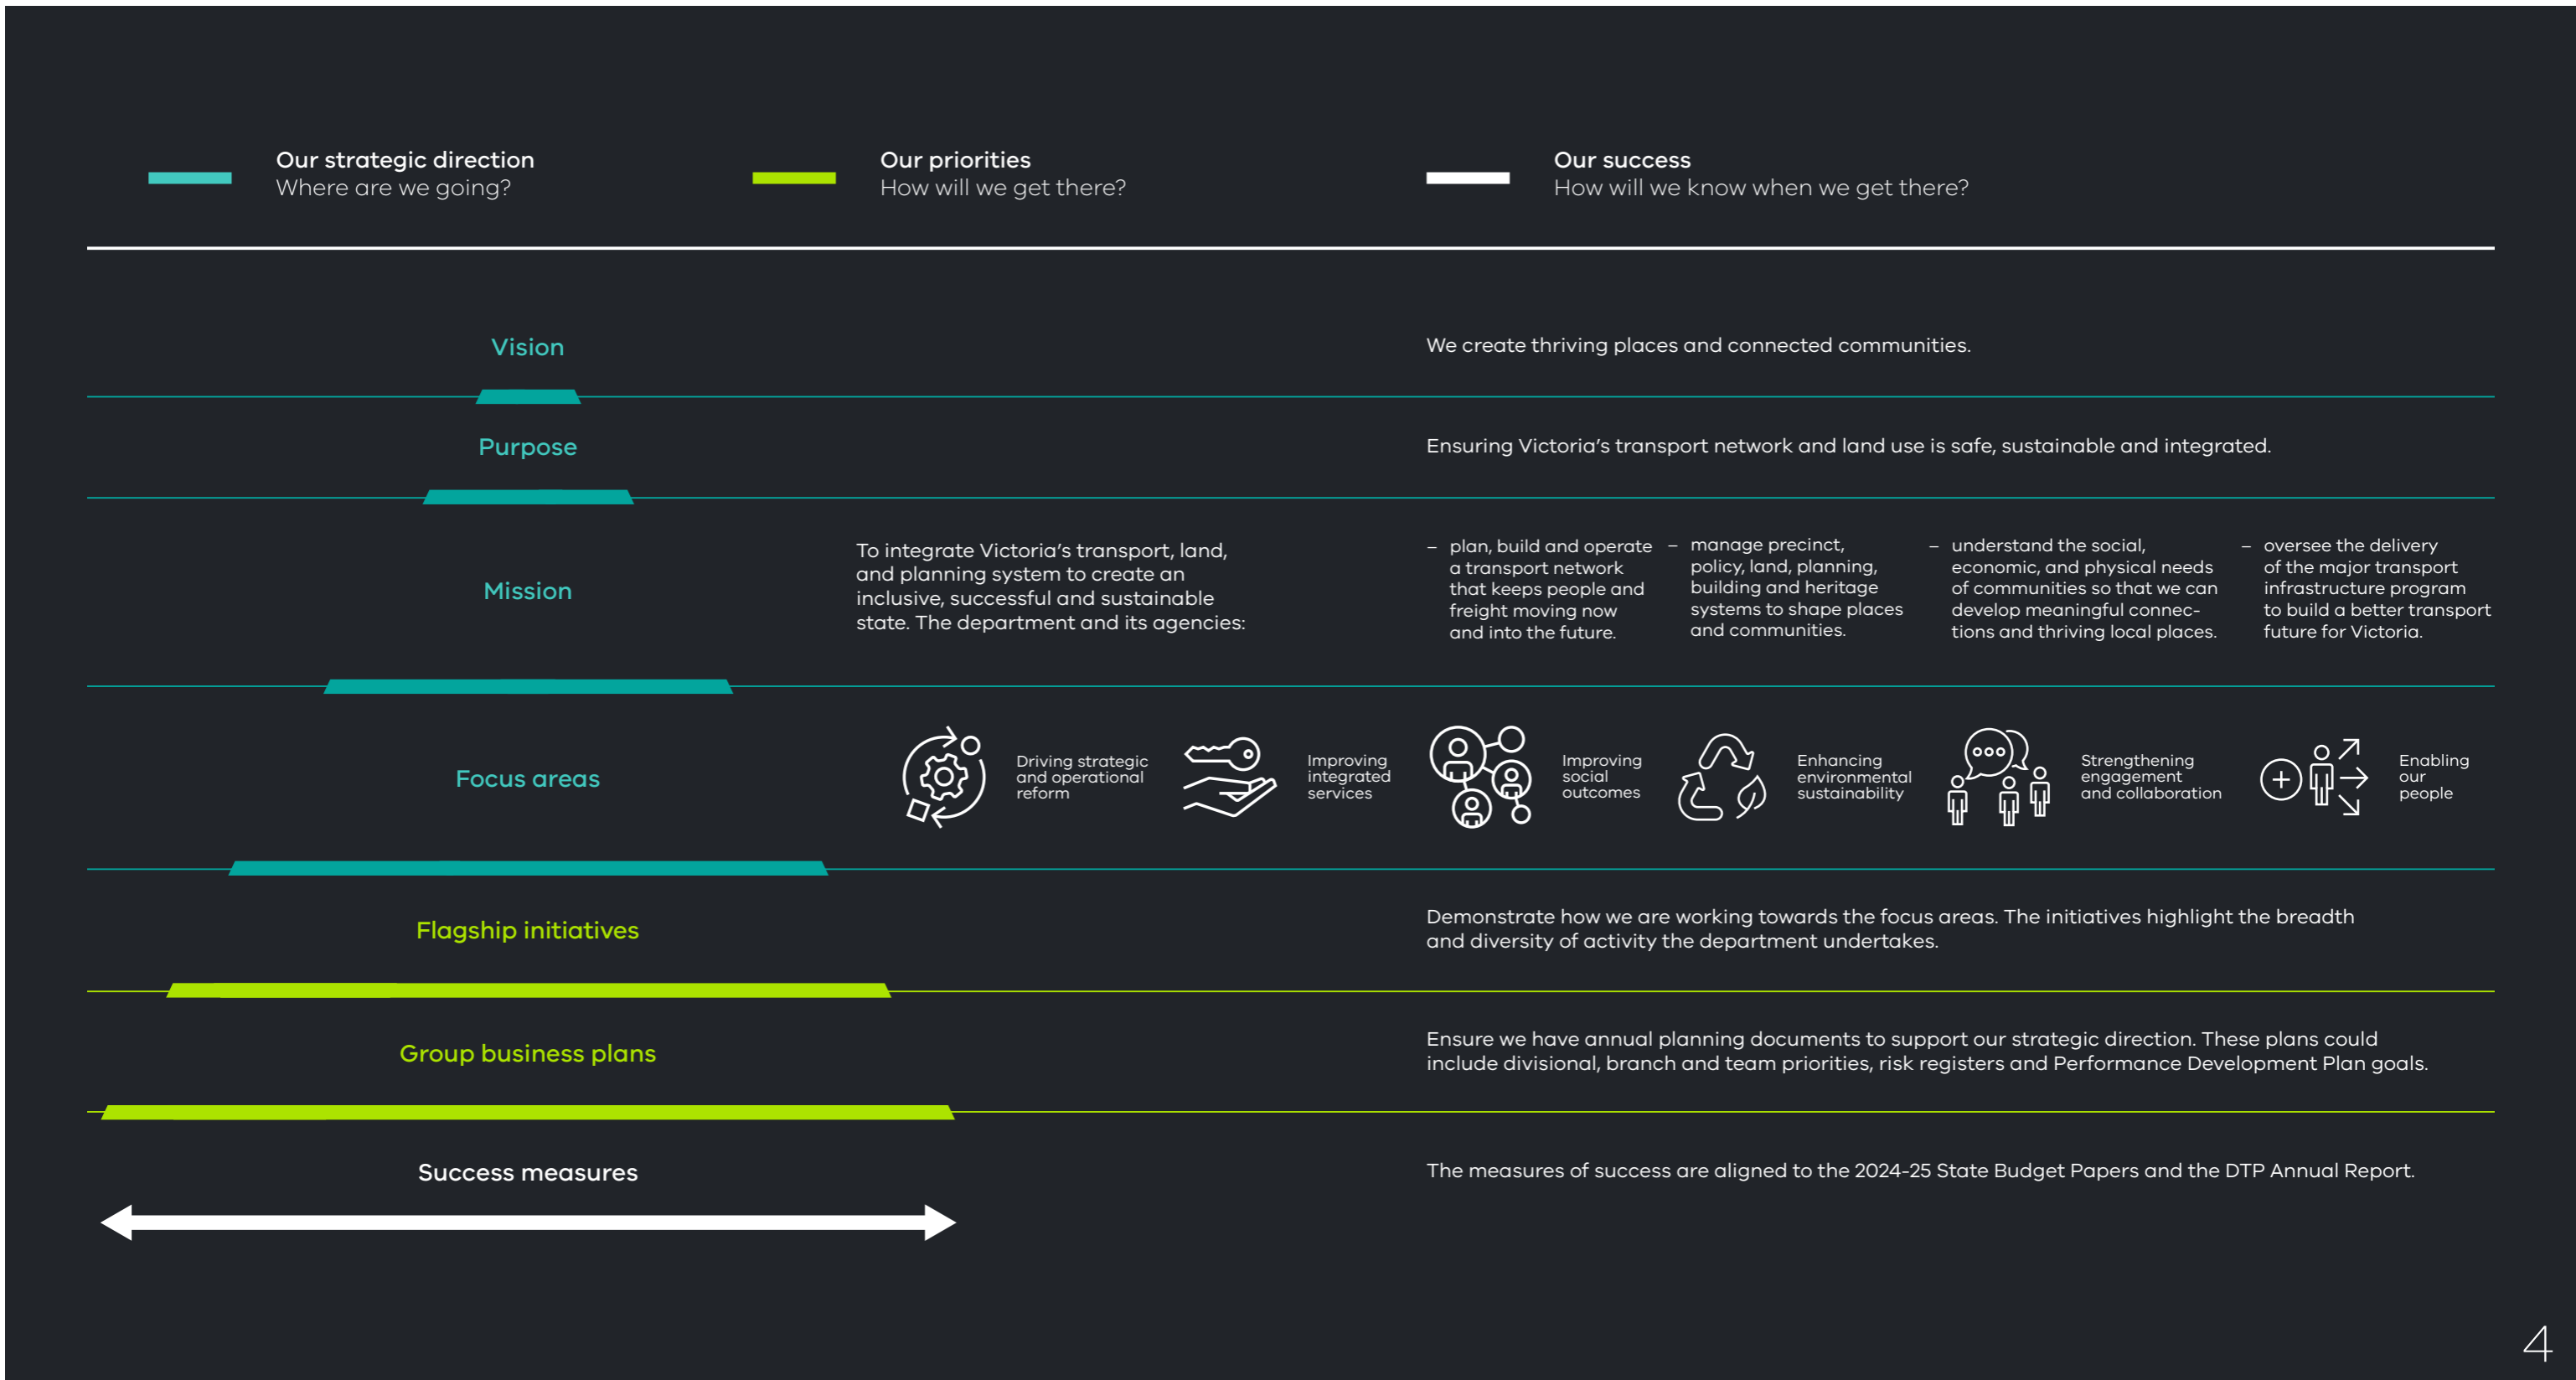 Our strategic direction
Where are we going?
Our priorities
How will we get there?
Our success
How will we know when we get there?
Vision
We create thriving places and connected communities.
Purpose
Ensuring Victoria's transport network and land use is safe, sustainable and integrated.
Mission
To integrate Victoria's transport, land,
and planning system to create an
inclusive, successful and sustainable
state. The department and its agencies:
– plan, build and operate
a transport network
that keeps people and
freight moving now
and into the future.
– manage precinct,
policy, land, planning,
building and heritage
systems to shape places
and communities.
– understand the social,
economic, and physical needs
of communities so that we can
develop meaningful connec-
tions and thriving local places.
– oversee the delivery
of the major transport
infrastructure program
to build a better transport
future for Victoria.
Focus areas
Driving strategic
and operational
reform
Improving
integrated
services
Improving
social
outcomes
Enhancing
environmental
sustainability
Strengthening
engagement
and collaboration
Enabling
our
people
Flagship initiatives
Demonstrate how we are working towards the focus areas. The initiatives highlight the breadth
and diversity of activity the department undertakes.
Group business plans
Ensure we have annual planning documents to support our strategic direction. These plans could
include divisional, branch and team priorities, risk registers and Performance Development Plan goals.
Success measures
The measures of success are aligned to the 2024-25 State Budget Papers and the DTP Annual Report.
4